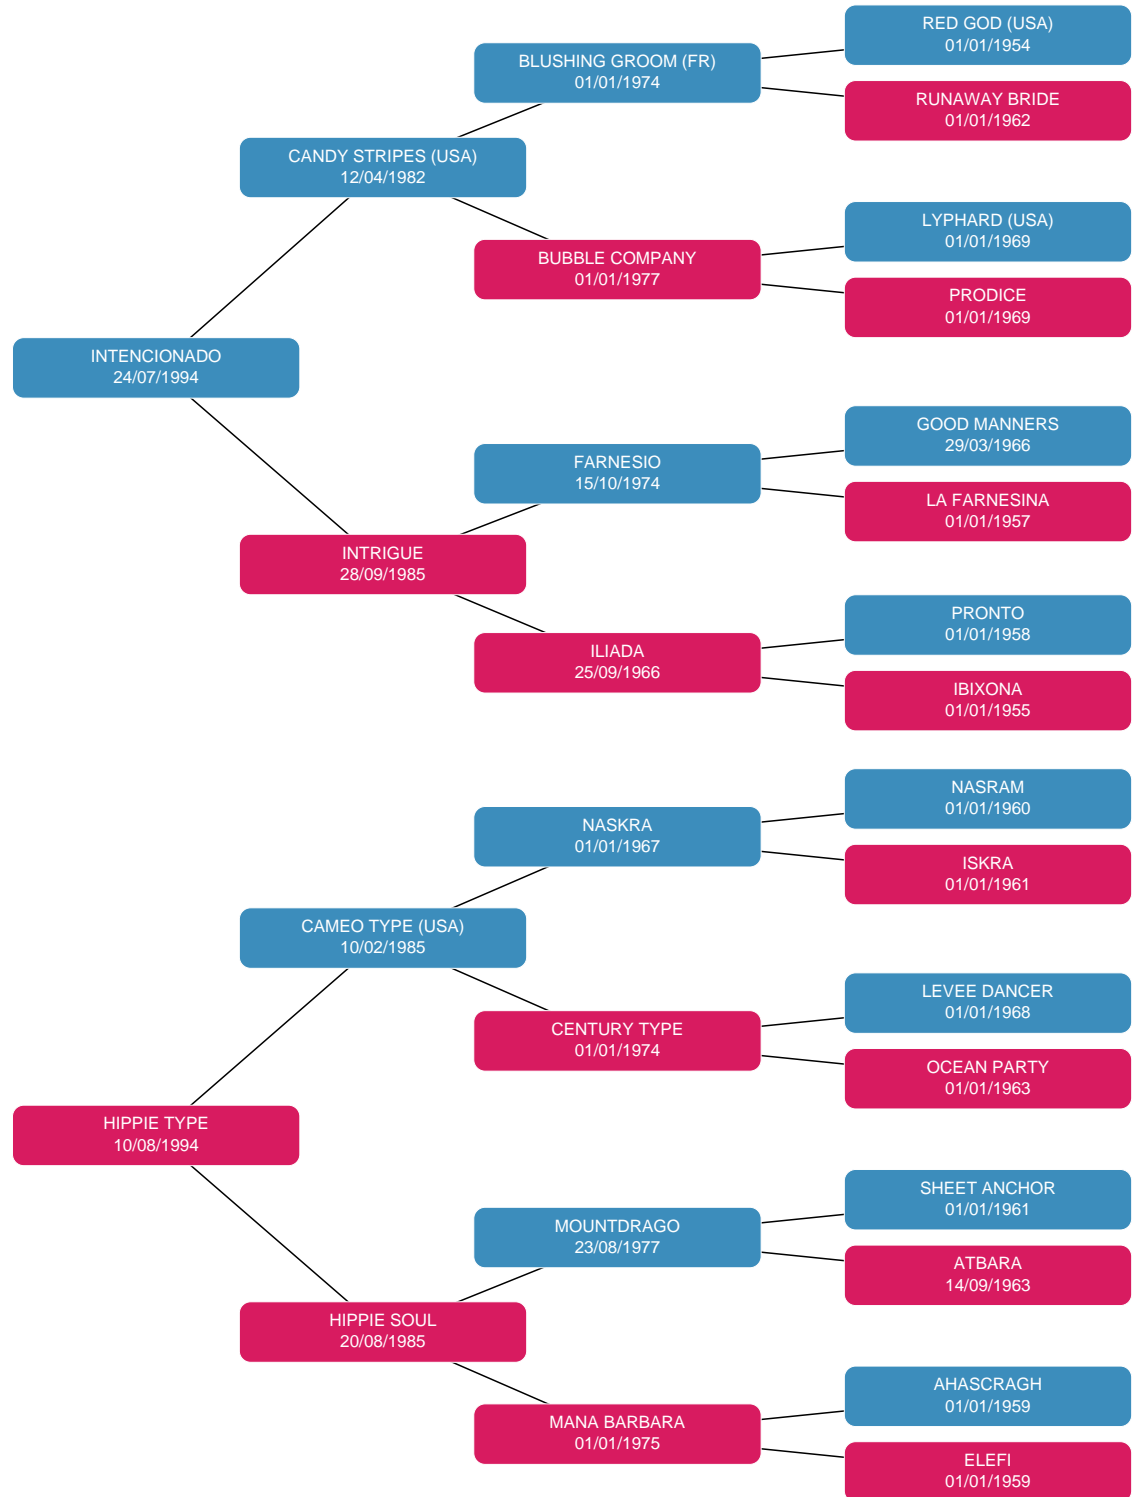 RED GOD (USA)
01/01/1954
BLUSHING GROOM (FR)
01/01/1974
RUNAWAY BRIDE
01/01/1962
CANDY STRIPES (USA)
12/04/1982
LYPHARD (USA)
01/01/1969
BUBBLE COMPANY
01/01/1977
PRODICE
01/01/1969
INTENCIONADO
24/07/1994
GOOD MANNERS
29/03/1966
FARNESIO
15/10/1974
LA FARNESINA
01/01/1957
INTRIGUE
28/09/1985
PRONTO
01/01/1958
ILIADA
25/09/1966
IBIXONA
01/01/1955
NASRAM
01/01/1960
NASKRA
01/01/1967
ISKRA
01/01/1961
CAMEO TYPE (USA)
10/02/1985
LEVEE DANCER
01/01/1968
CENTURY TYPE
01/01/1974
OCEAN PARTY
01/01/1963
HIPPIE TYPE
10/08/1994
SHEET ANCHOR
01/01/1961
MOUNTDRAGO
23/08/1977
ATBARA
14/09/1963
HIPPIE SOUL
20/08/1985
AHASCRAGH
01/01/1959
MANA BARBARA
01/01/1975
ELEFI
01/01/1959